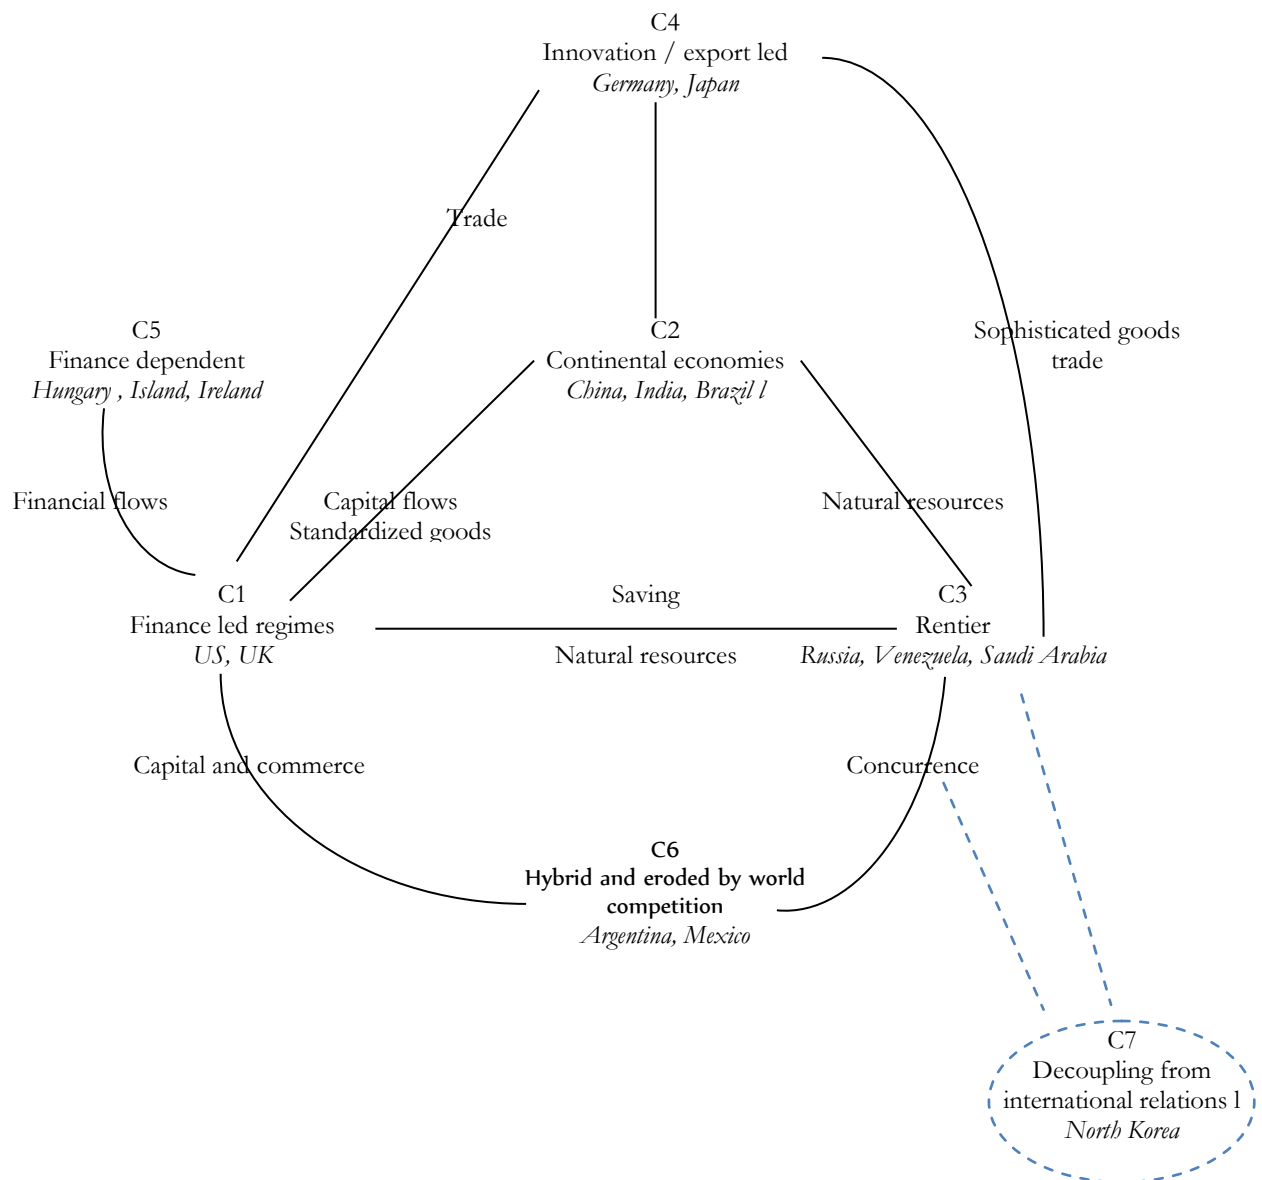 C4
Innovation / export led
Germany, Japan
Trade
C5
Finance dependent
Hungary , Island, Ireland
C2
Continental economies
China, India, Brazil l
Sophisticated goods
trade
Financial flows
Capital flows
Standardized goods
Natural resources
C1
Finance led regimes
US, UK
Saving
Natural resources
C3
Rentier
Russia, Venezuela, Saudi Arabia
Capital and commerce
Concurrence
C6
Hybrid and eroded by world
competition
Argentina, Mexico
C7
Decoupling from
international relations l
North Korea